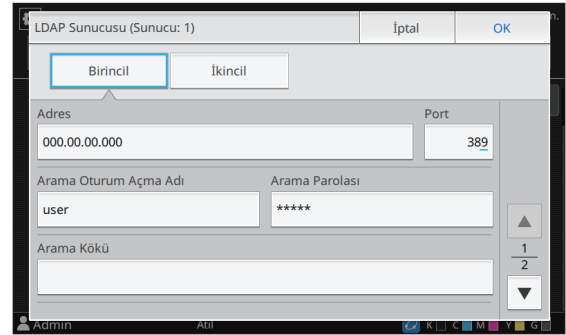 LDAP Sunucusu (Sunucu: 1)
İptal
OK
n.
Birincil
İkincil
Adres
Port
000.00.00.000
389
Arama Oturum Açma Adı
Arama Parolası
user
*****
Arama Kökü
1
2
Admin
Atıl
K C M Y G